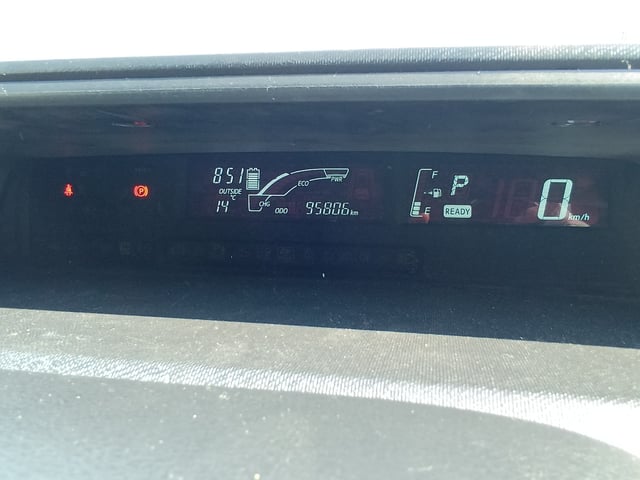 851
OUTSIDE
°C
14
ECO
PWR
CHG
ODO 95806 km
F
E
P
READY
0 km/h